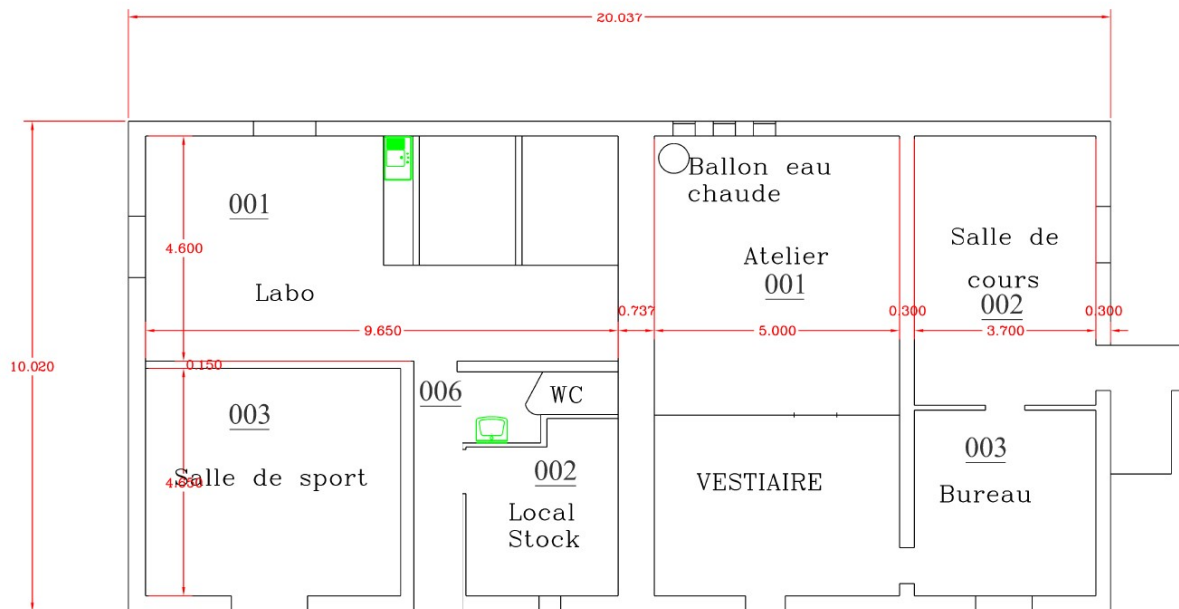 20.037
Ballon eau
chaude
001
Salle de
cours
002
4.600
Atelier
001
Labo
0.737
0.300
0.300
9.650
5.000
3.700
10.020
0.150
006
WC
003
002
003
Salle de sport
4.650
VESTIAIRE
Bureau
Local
Stock